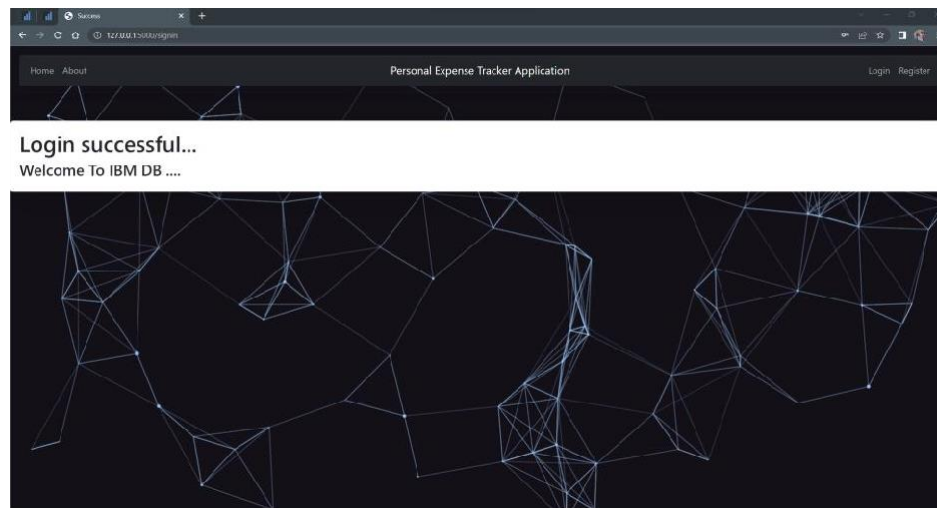 Success
127.0.0.1:5000/signin
Home About Personal Expense Tracker Application Login Register
Login successful...
Welcome To IBM DB ....